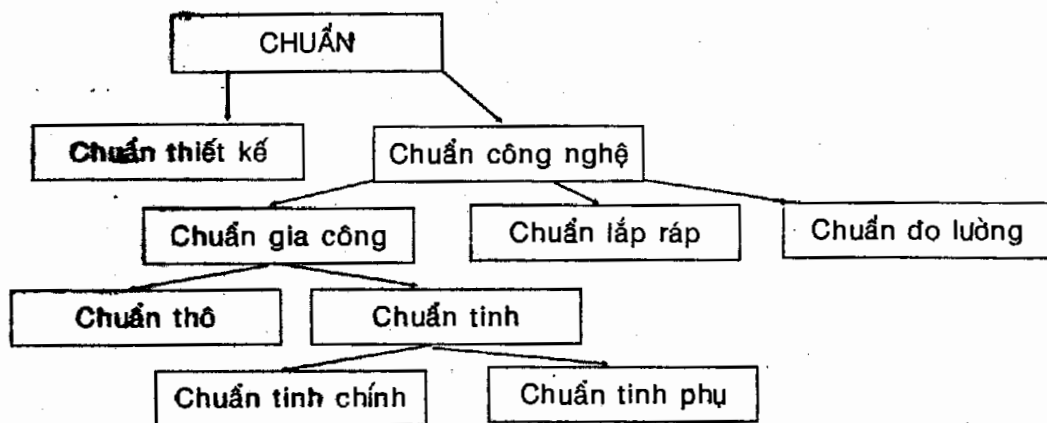 CHUẨN
Chuẩn thiết kế
Chuẩn công nghệ
Chuẩn gia công
Chuẩn lắp ráp
Chuẩn đo lường
Chuẩn thô
Chuẩn tinh
Chuẩn tinh chính
Chuẩn tinh phụ